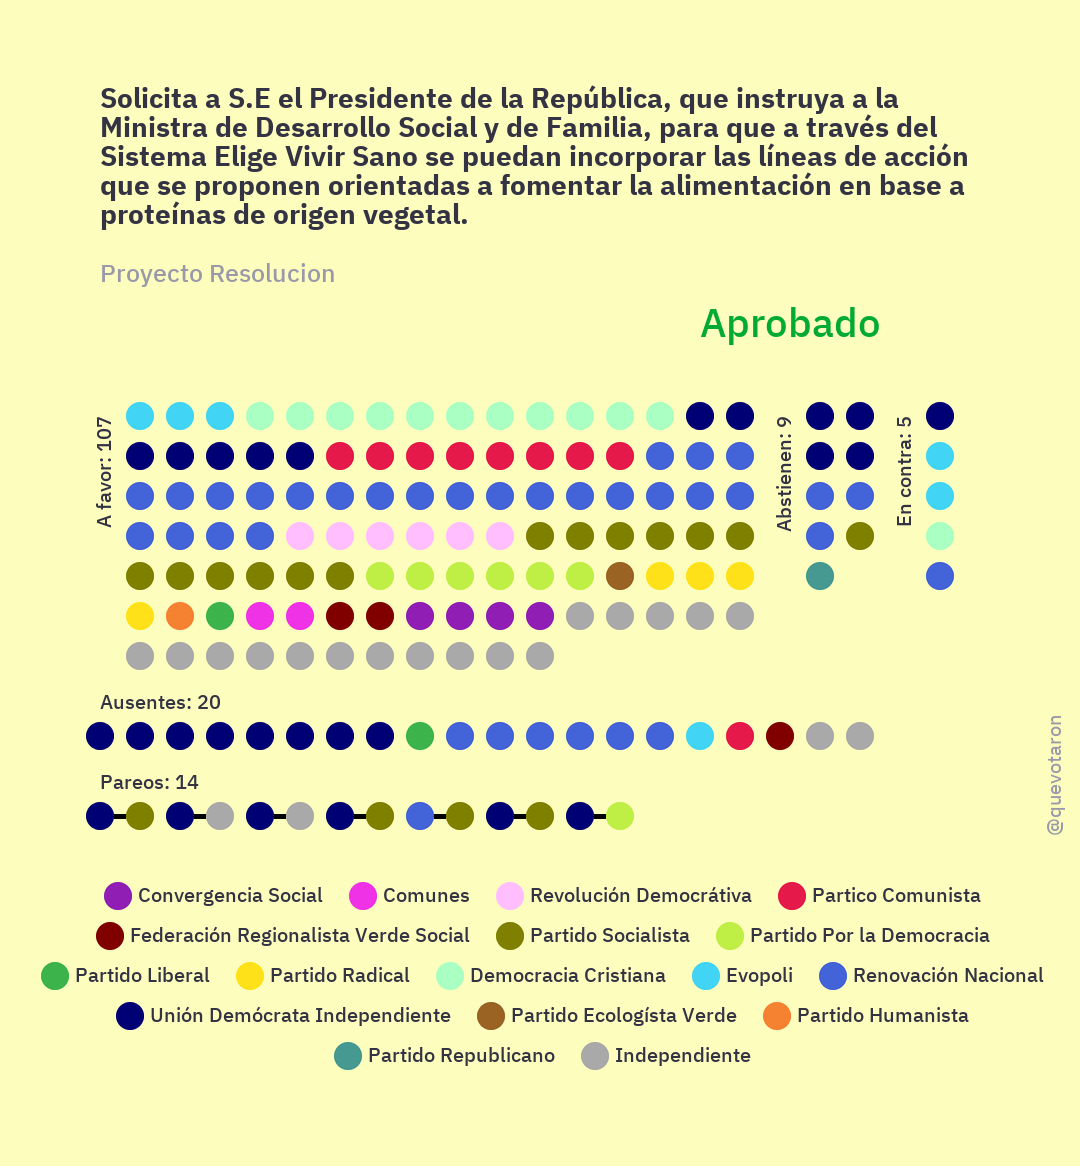 Solicita a S.E el Presidente de la República, que instruya a la
Ministra de Desarrollo Social y de Familia, para que a través del
Sistema Elige Vivir Sano se puedan incorporar las líneas de acción
que se proponen orientadas a fomentar la alimentación en base a
proteínas de origen vegetal.
Proyecto Resolucion
Aprobado
A favor: 107
Abstienen: 9
En contra: 5
Ausentes: 20
Pareos: 14
@quevotaron
Convergencia Social
Comunes
Revolución Democrátiva
Partico Comunista
Federación Regionalista Verde Social
Partido Socialista
Partido Por la Democracia
Partido Liberal
Partido Radical
Democracia Cristiana
Evopoli
Renovación Nacional
Unión Demócrata Independiente
Partido Ecologísta Verde
Partido Humanista
Partido Republicano
Independiente